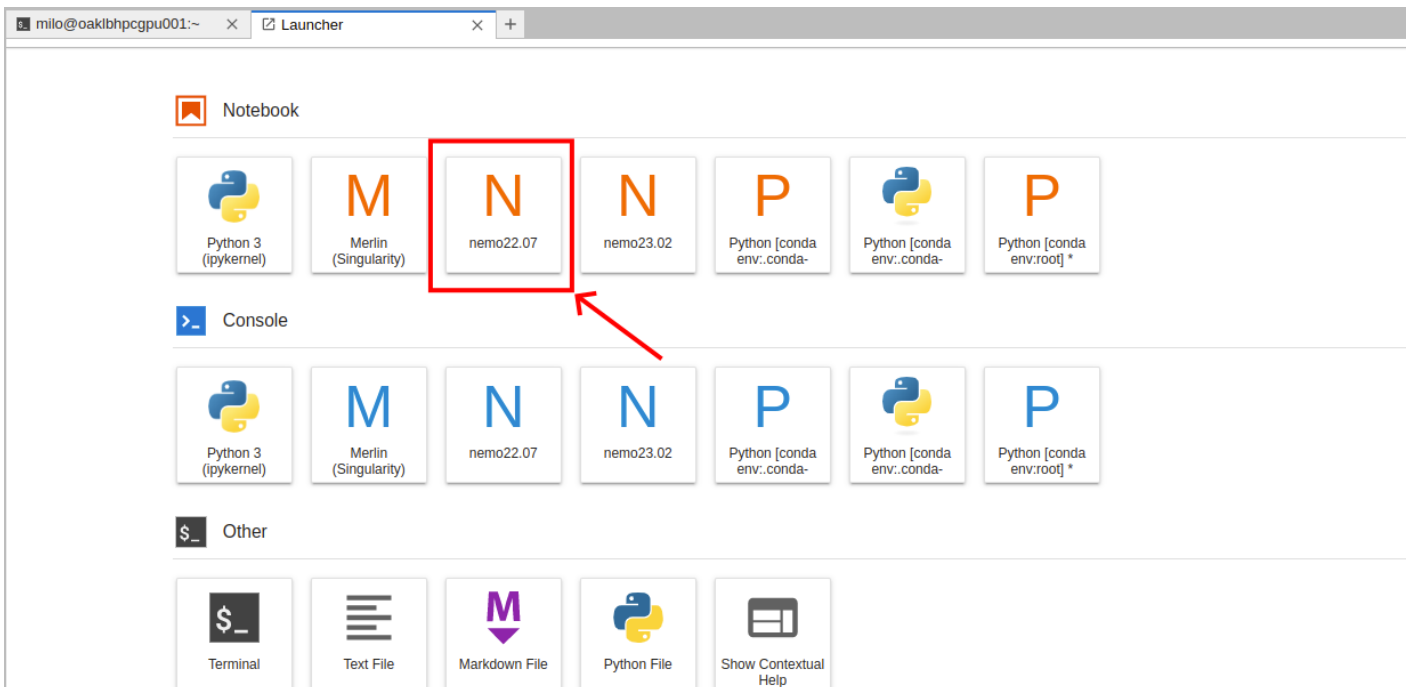 milo@oaklbhpcgpu001:~
Launcher
Notebook
M
N
N
P
P
Python 3
(ipykernel)
Merlin
(Singularity)
nemo22.07
nemo23.02
Python [conda
env:.conda-
Python [conda
env:.conda-
Python [conda
env:root] *
Console
M
N
N
P
P
Python 3
(ipykernel)
Merlin
(Singularity)
nemo22.07
nemo23.02
Python [conda
env:.conda-
Python [conda
env:.conda-
Python [conda
env:root] *
$_ Other
$_
M
Terminal
Text File
Markdown File
Python File
Show Contextual
Help